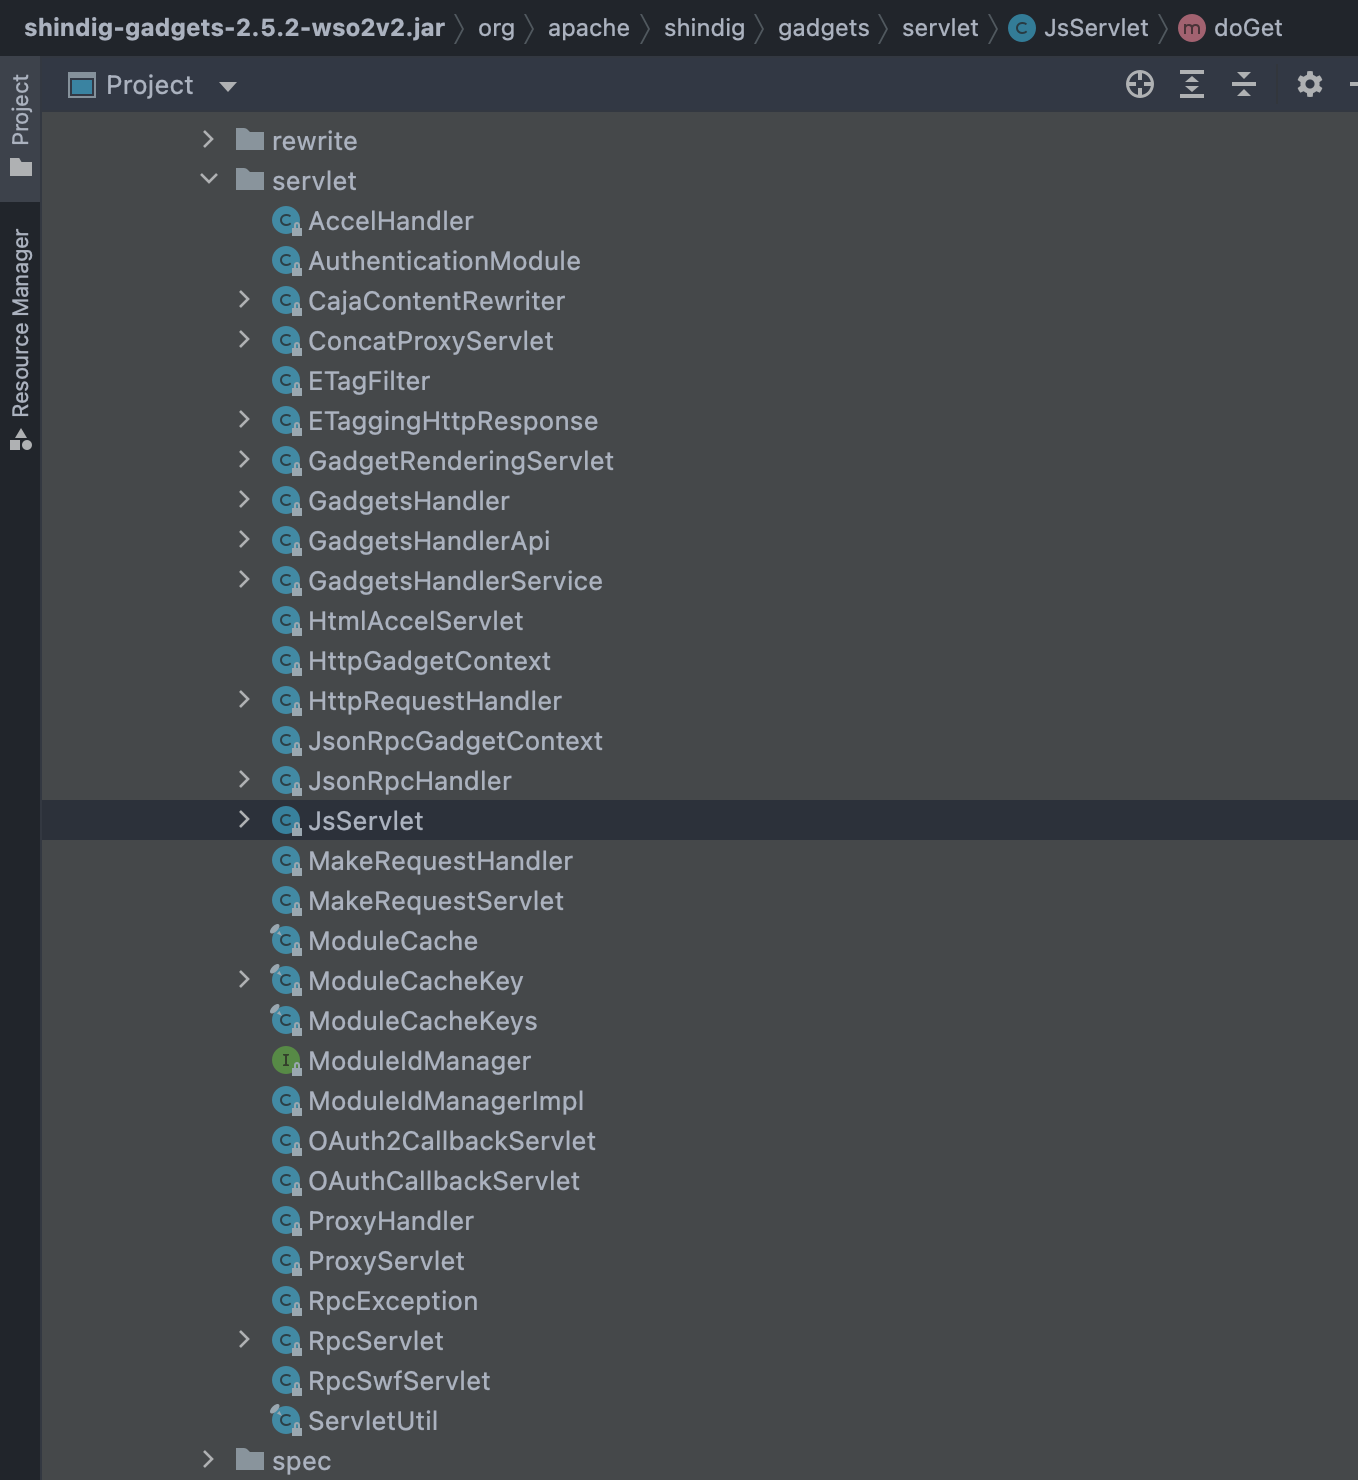 shindig-gadgets-2.5.2-wso2v2.jar org apache shindig gadgets servlet C JsServlet m doGet
Project
Project
Resource Manager
rewrite
servlet
C AccelHandler
C AuthenticationModule
C CajaContentRewriter
C ConcatProxyServlet
C ETagFilter
C ETaggingHttpResponse
C GadgetRenderingServlet
C GadgetsHandler
C GadgetsHandlerApi
C GadgetsHandlerService
C HtmlAccelServlet
C HttpGadgetContext
C HttpRequestHandler
C JsonRpcGadgetContext
C JsonRpcHandler
C JsServlet
C MakeRequestHandler
C MakeRequestServlet
C ModuleCache
C ModuleCacheKey
C ModuleCacheKeys
I ModuleIdManager
C ModuleIdManagerImpl
C OAuth2CallbackServlet
C OAuthCallbackServlet
C ProxyHandler
C ProxyServlet
C RpcException
C RpcServlet
C RpcSwfServlet
C ServletUtil
spec